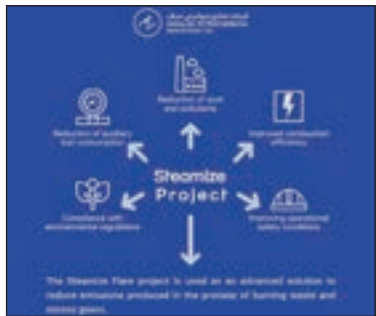 Reduction of soot
and pollutants
Reduction of auxiliary
fuel consumption
Improved combustion
efficiency
Steamize
Project
Compliance with
environmental regulations
Improving operational
safety conditions
The Steamize Flare project is used as an advanced solution to
reduce emissions produced in the process of burning waste and
excess gases.